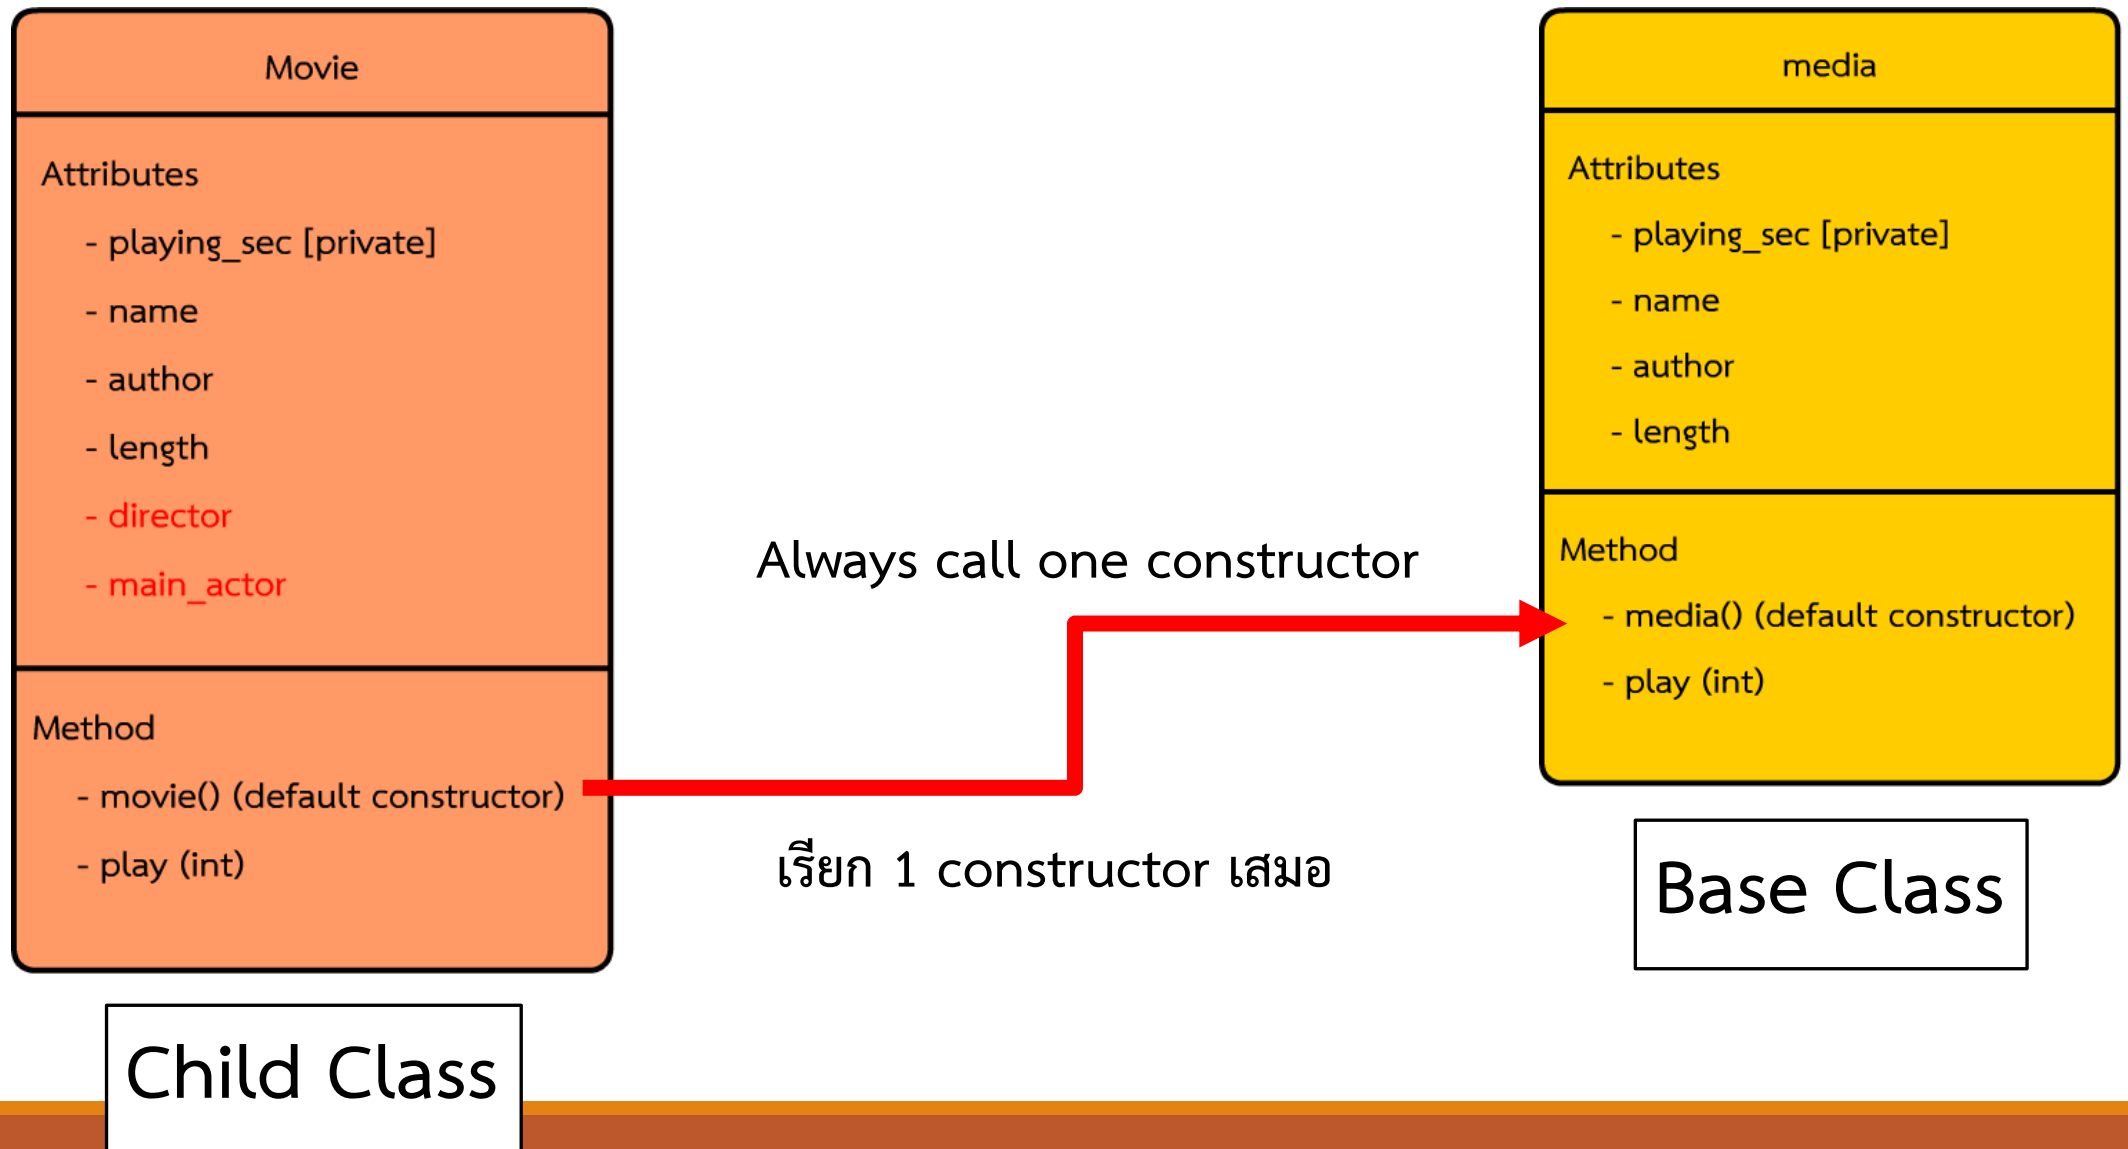 Movie
Attributes
- playing_sec [private]
- name
- author
- length
- director
- main_actor
Method
- movie() (default constructor)
- play (int)
Child Class
Always call one constructor
เรียก 1 constructor เสมอ
media
Attributes
- playing_sec [private]
- name
- author
- length
Method
- media() (default constructor)
- play (int)
Base Class